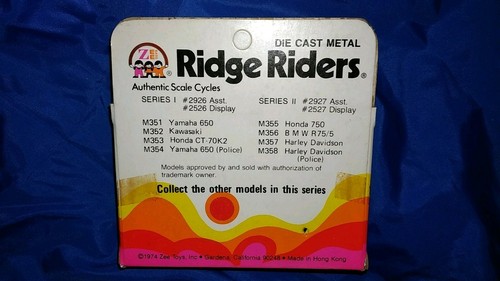 DiE CAST METAL
ZEE
Ridge Riders®
Authentic Scale Cycles
SERIES I #2926 Asst.
#2526 Display
SERIES II #2927 Asst.
#2527 Display
M351 Yamaha 650
M352 Kawasaki
M353 Honda CT-70K2
M354 Yamaha 650 (Police)
M355 Honda 750
M356 B M W R75/5
M357 Harley Davidson
M358 Harley Davidson
(Police)
Models approved by and sold with authorization of
trademark owner.
Collect the other models in this series
©1974 Zee Toys, Inc. • Gardena, California 90248 • Made in Hong Kong